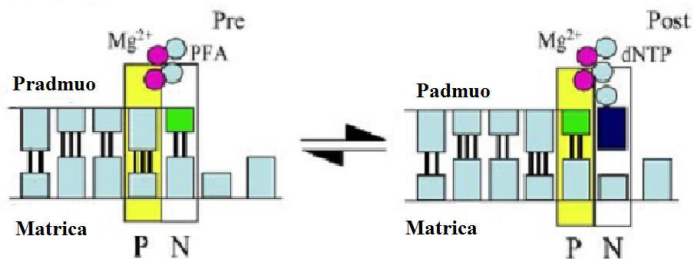 Pre
Mg²⁺
PFA
Pradmuo
Matrica
P N
Post
Mg²⁺
dNTP
Padmuo
Matrica
P N